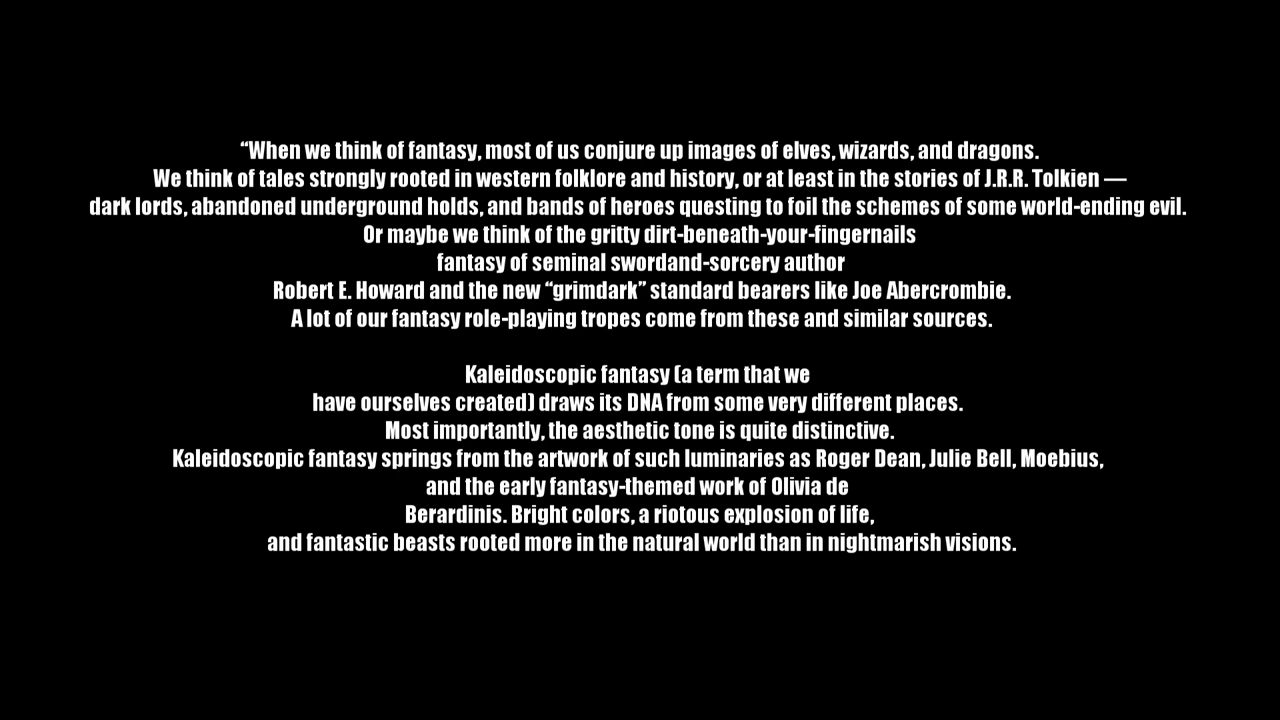 “When we think of fantasy, most of us conjure up images of elves, wizards, and dragons.
We think of tales strongly rooted in western folklore and history, or at least in the stories of J.R.R. Tolkien —
dark lords, abandoned underground holds, and bands of heroes questing to foil the schemes of some world-ending evil.
Or maybe we think of the gritty dirt-beneath-your-fingernails
fantasy of seminal swordand-sorcery author
Robert E. Howard and the new “grimdark” standard bearers like Joe Abercrombie.
A lot of our fantasy role-playing tropes come from these and similar sources.
Kaleidoscopic fantasy (a term that we
have ourselves created) draws its DNA from some very different places.
Most importantly, the aesthetic tone is quite distinctive.
Kaleidoscopic fantasy springs from the artwork of such luminaries as Roger Dean, Julie Bell, Moebius,
and the early fantasy-themed work of Olivia de
Berardinis. Bright colors, a riotous explosion of life,
and fantastic beasts rooted more in the natural world than in nightmarish visions.